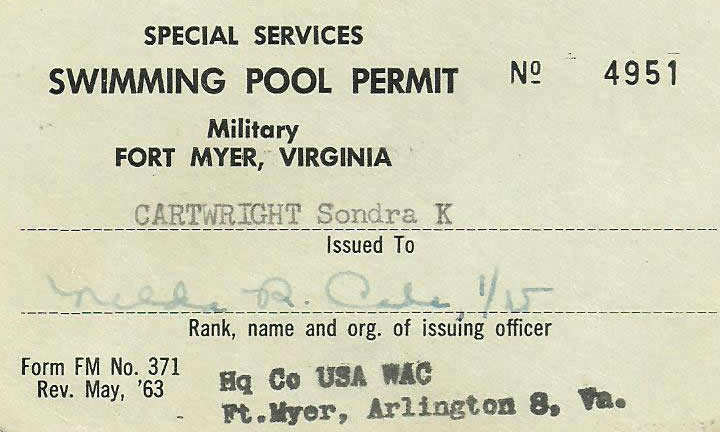 SPECIAL SERVICES
SWIMMING POOL PERMIT Nº 4951
Military
FORT MYER, VIRGINIA
CARTWRIGHT Sondra K
Issued To
R.
Rank, name and org. of issuing officer
Form FM No. 371
Rev. May, '63
Hq Co USA WAC
Ft.Myer, Arlington 8, Va.